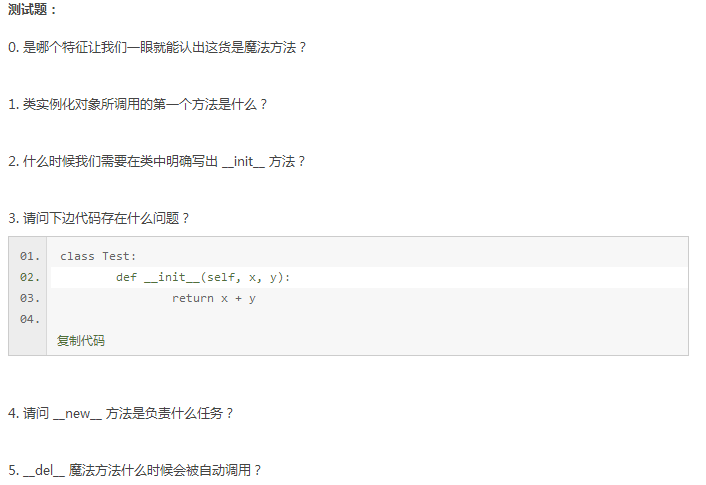 测试题：
0. 是哪个特征让我们一眼就能认出这货是魔法方法？
1. 类实例化对象所调用的第一个方法是什么？
2. 什么时候我们需要在类中明确写出 __init__ 方法？
3. 请问下边代码存在什么问题？
01. class Test:
02.         def __init__(self, x, y):
03.                 return x + y
04.
复制代码
4. 请问 __new__ 方法是负责什么任务？
5. __del__ 魔法方法什么时候会被自动调用？